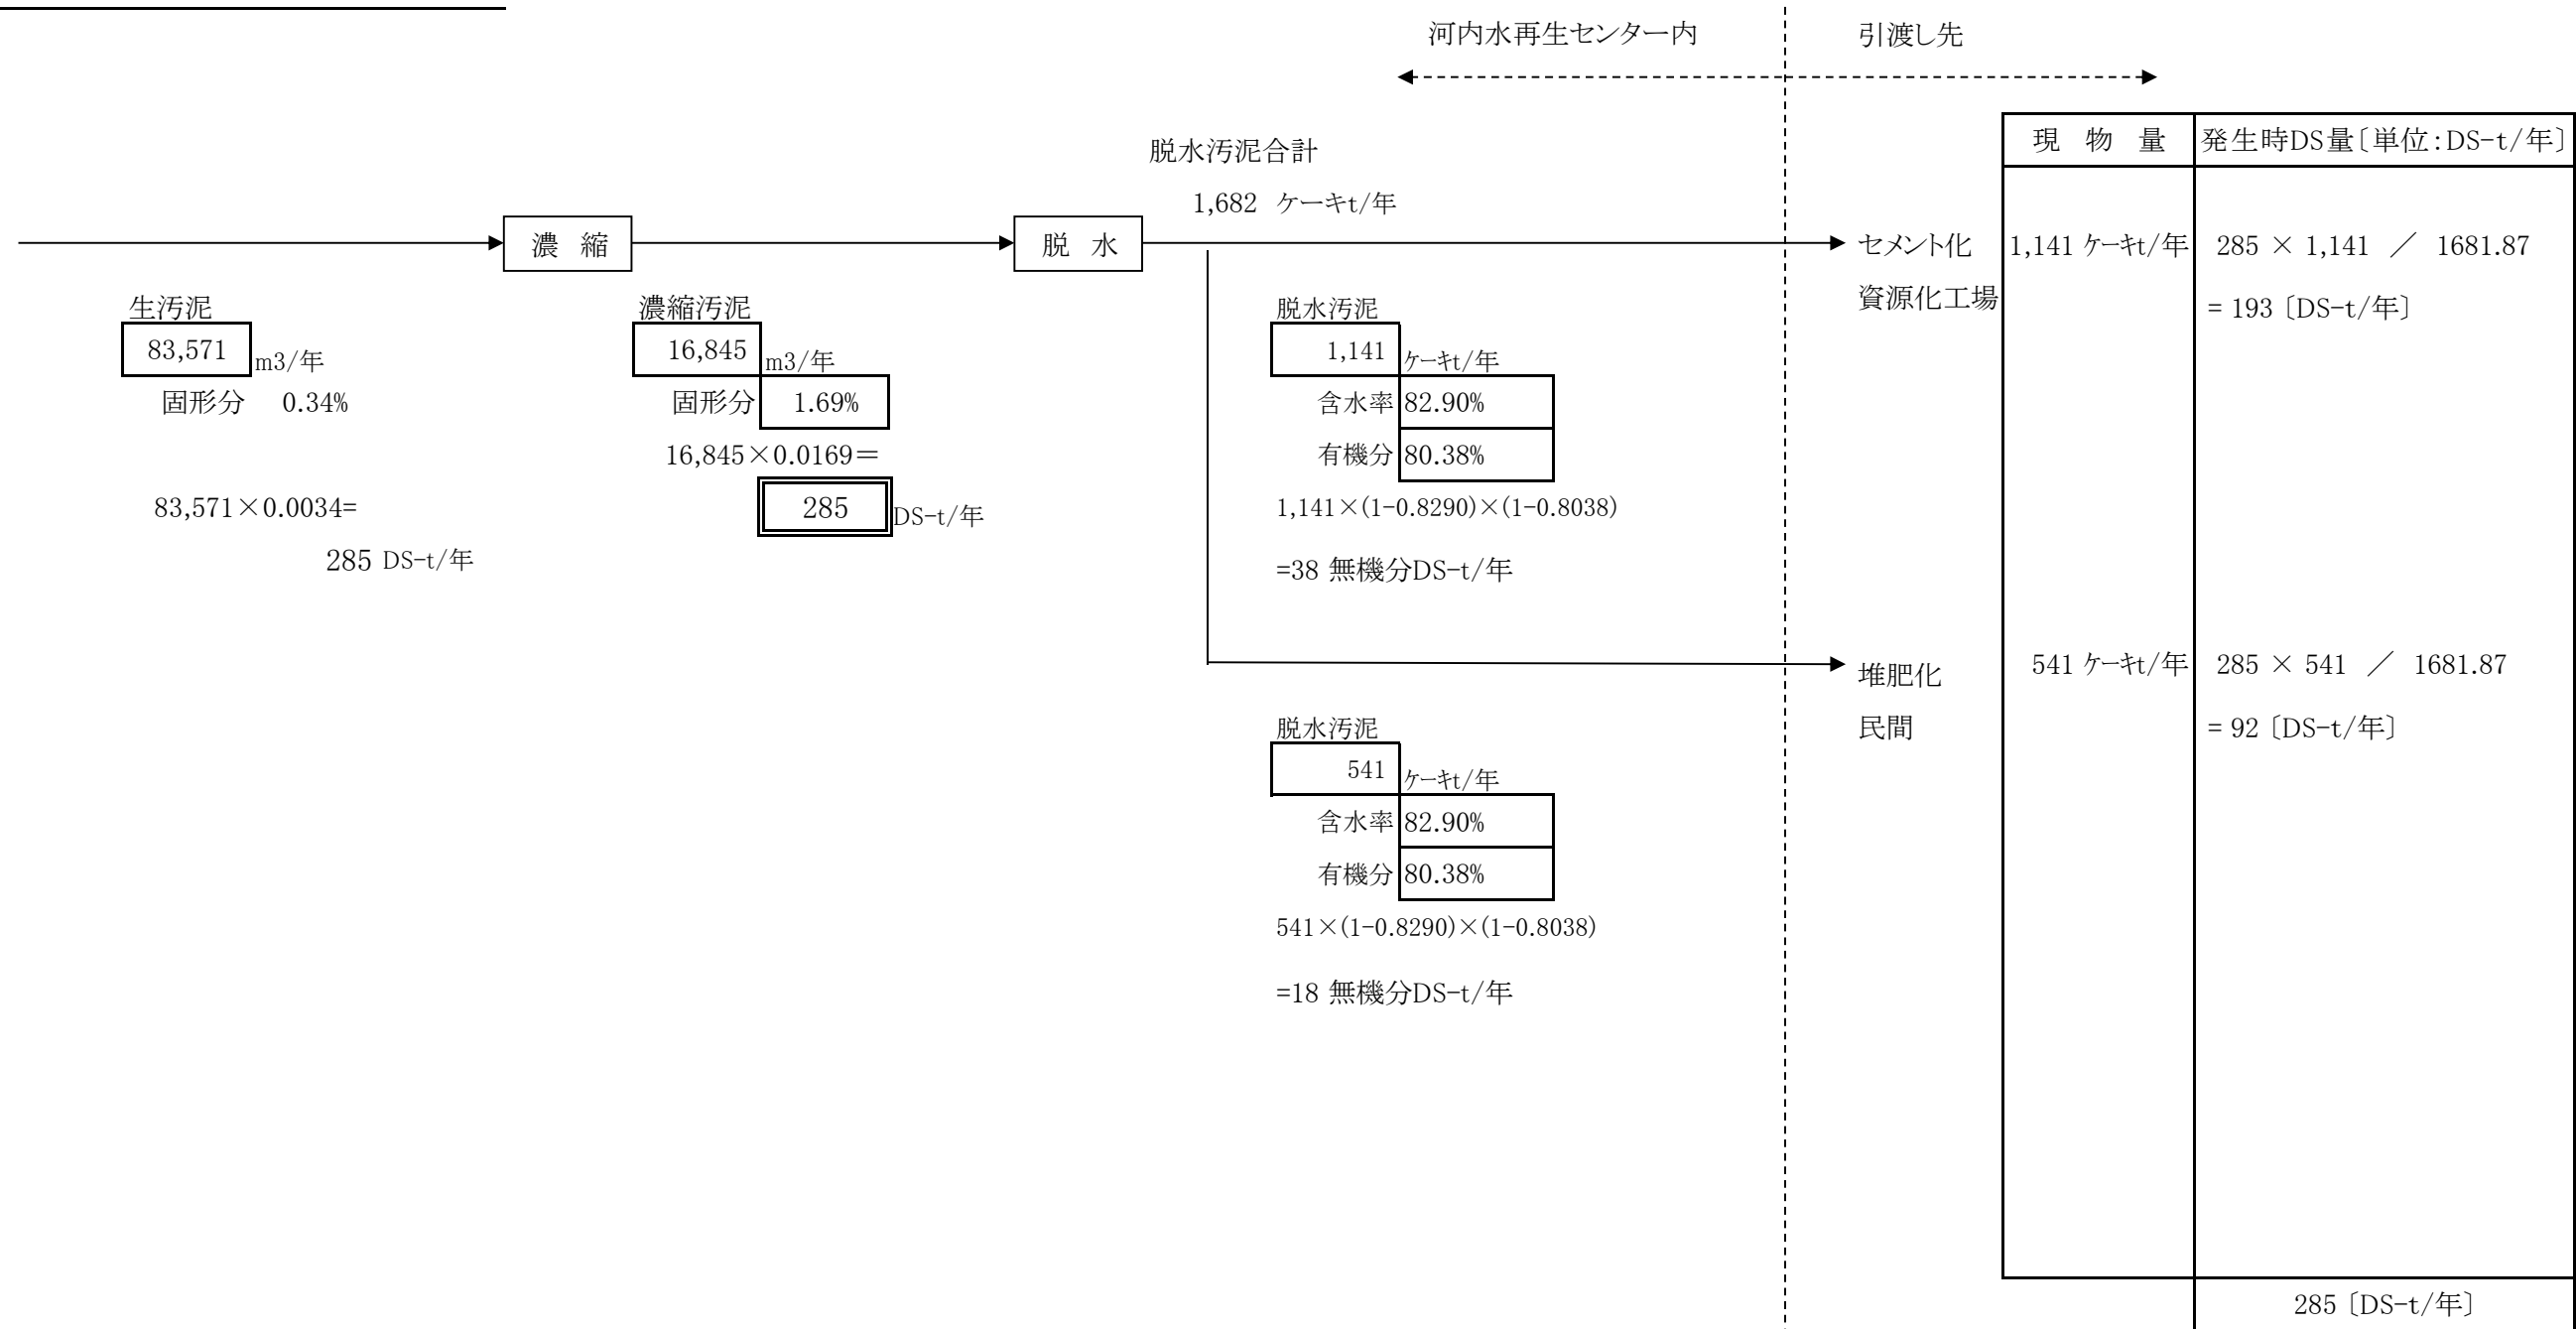 河内水再生センター内
引渡し先
現 物 量
発生時DS量〔単位:DS-t/年〕
脱水汚泥合計
1,682 ケーキt/年
濃 縮
脱 水
セメント化
資源化工場
1,141 ケーキt/年
285 × 1,141 ／ 1681.87
= 193 〔DS-t/年〕
生汚泥
83,571 m3/年
固形分 0.34%
83,571×0.0034=
285 DS-t/年
濃縮汚泥
16,845 m3/年
固形分 1.69%
16,845×0.0169＝
285 DS-t/年
脱水汚泥
1,141 ケーキt/年
含水率 82.90%
有機分 80.38%
1,141×(1-0.8290)×(1-0.8038)
=38 無機分DS-t/年
堆肥化
民間
541 ケーキt/年
285 × 541 ／ 1681.87
= 92 〔DS-t/年〕
脱水汚泥
541 ケーキt/年
含水率 82.90%
有機分 80.38%
541×(1-0.8290)×(1-0.8038)
=18 無機分DS-t/年
285 〔DS-t/年〕